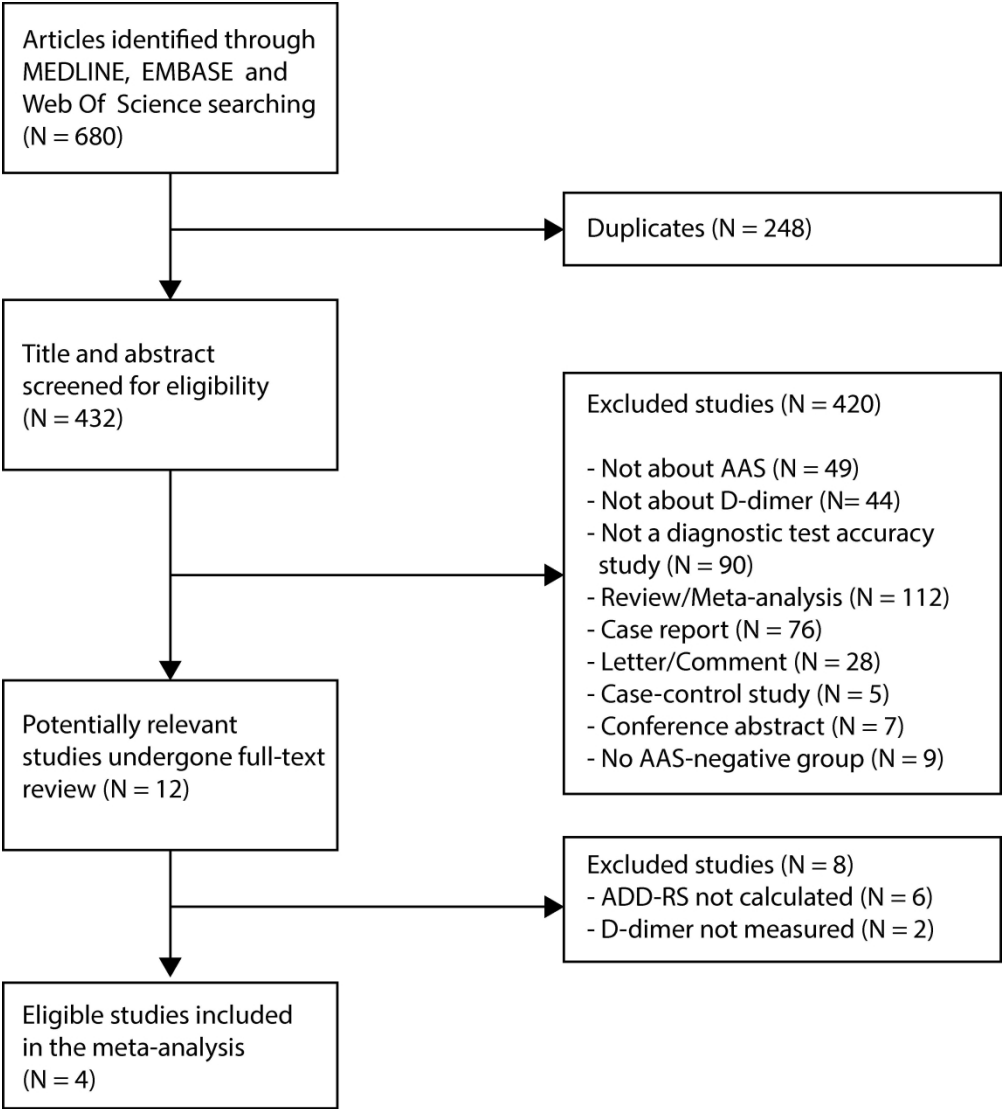 Articles identified through
MEDLINE, EMBASE and
Web Of Science searching
(N = 680)
Duplicates (N = 248)
Title and abstract
screened for eligibility
(N = 432)
Excluded studies (N = 420)
- Not about AAS (N = 49)
- Not about D-dimer (N= 44)
- Not a diagnostic test accuracy
study (N = 90)
- Review/Meta-analysis (N = 112)
- Case report (N = 76)
- Letter/Comment (N = 28)
- Case-control study (N = 5)
- Conference abstract (N = 7)
- No AAS-negative group (N = 9)
Potentially relevant
studies undergone full-text
review (N = 12)
Excluded studies (N = 8)
- ADD-RS not calculated (N = 6)
- D-dimer not measured (N = 2)
Eligible studies included
in the meta-analysis
(N = 4)